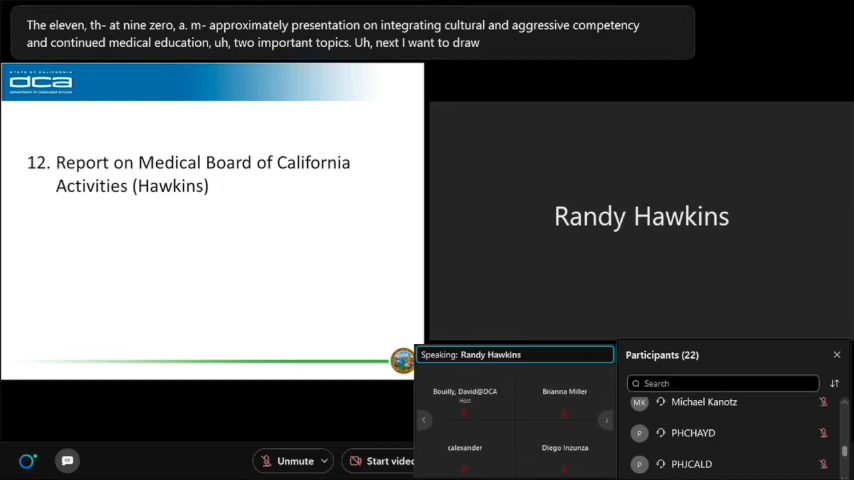 The eleven, th- at nine zero, a. m- approximately presentation on integrating cultural and aggressive competency
and continued medical education, uh, two important topics. Uh, next I want to draw
STATE OF CALIFORNIA
dca
DEPARTMENT OF CONSUMER AFFAIRS
12. Report on Medical Board of California
Activities (Hawkins)
Randy Hawkins
Speaking: Randy Hawkins
Bouilly, David@DCA
Host
Brianna Miller
calexander
Diego Inzunza
Participants (22)
Search
MK Michael Kanotz
P PHCHAYD
P PHJCALD
Unmute
Start video